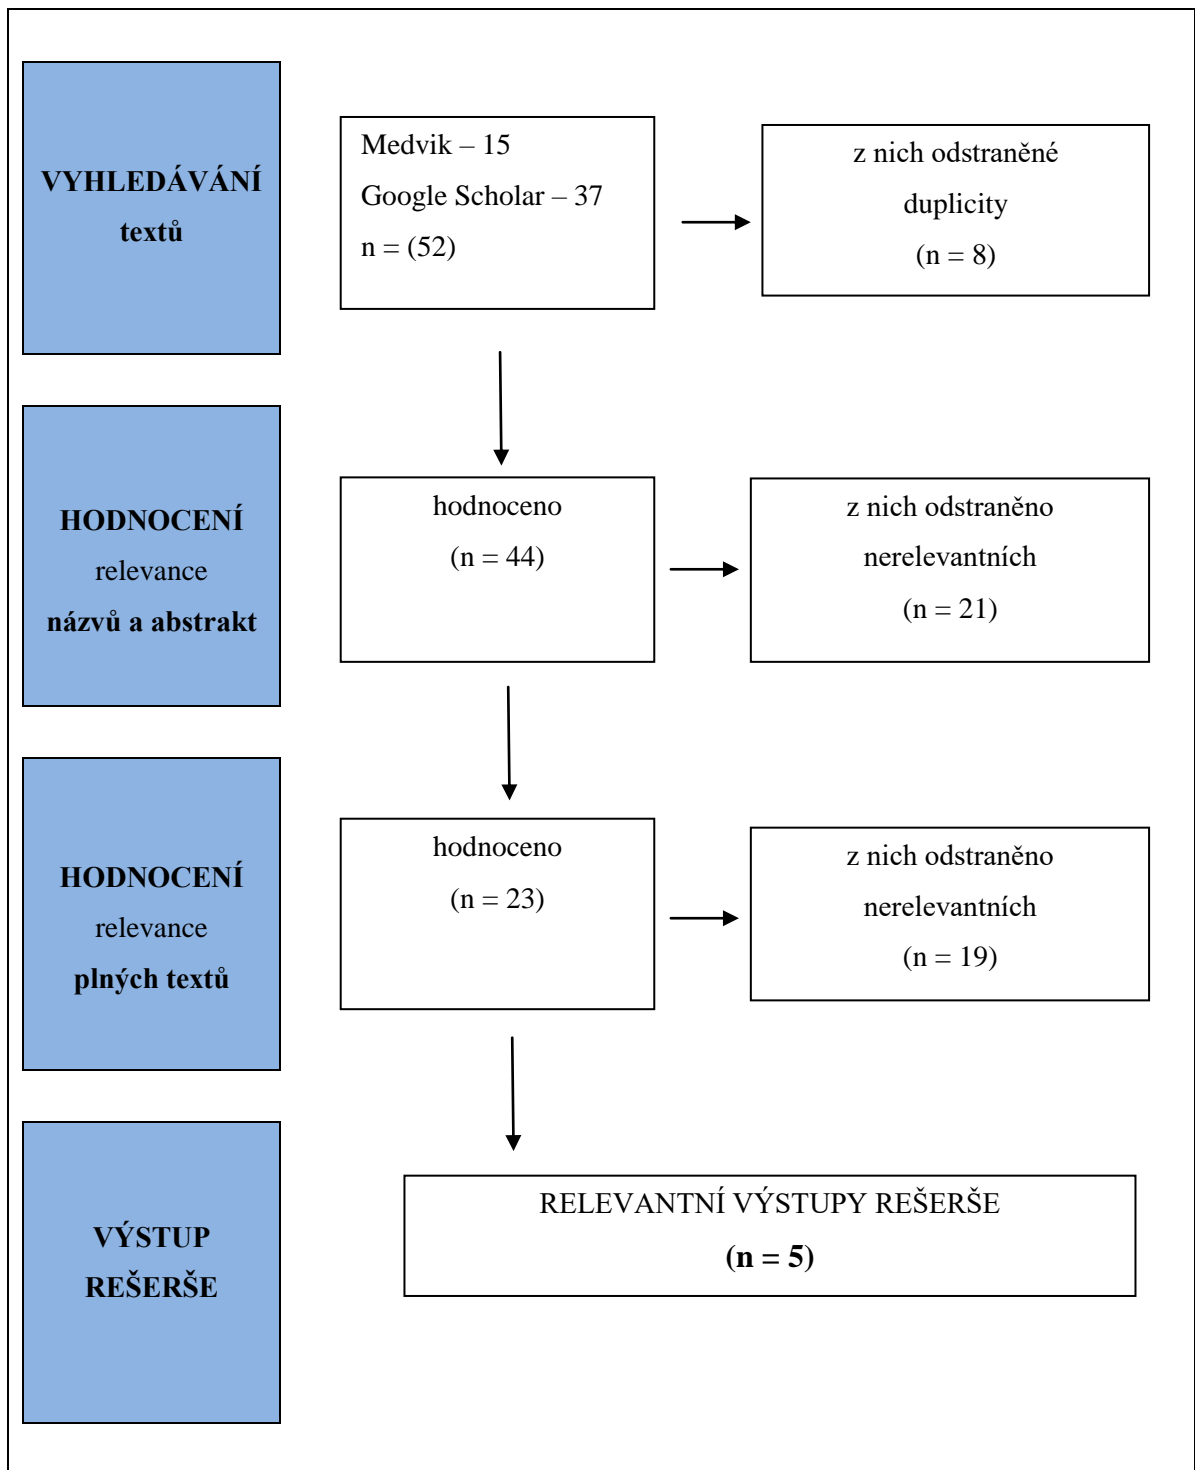 VYHLEDÁVÁNÍ
textů
Medvik – 15
Google Scholar – 37
n = (52)
z nich odstraněné
duplicity
(n = 8)
HODNOCENÍ
relevance
názvů a abstrakt
hodnoceno
(n = 44)
z nich odstraněno
nerelevantních
(n = 21)
HODNOCENÍ
relevance
plných textů
hodnoceno
(n = 23)
z nich odstraněno
nerelevantních
(n = 19)
VÝSTUP
REŠERŠE
RELEVANTNÍ VÝSTUPY REŠERŠE
(n = 5)